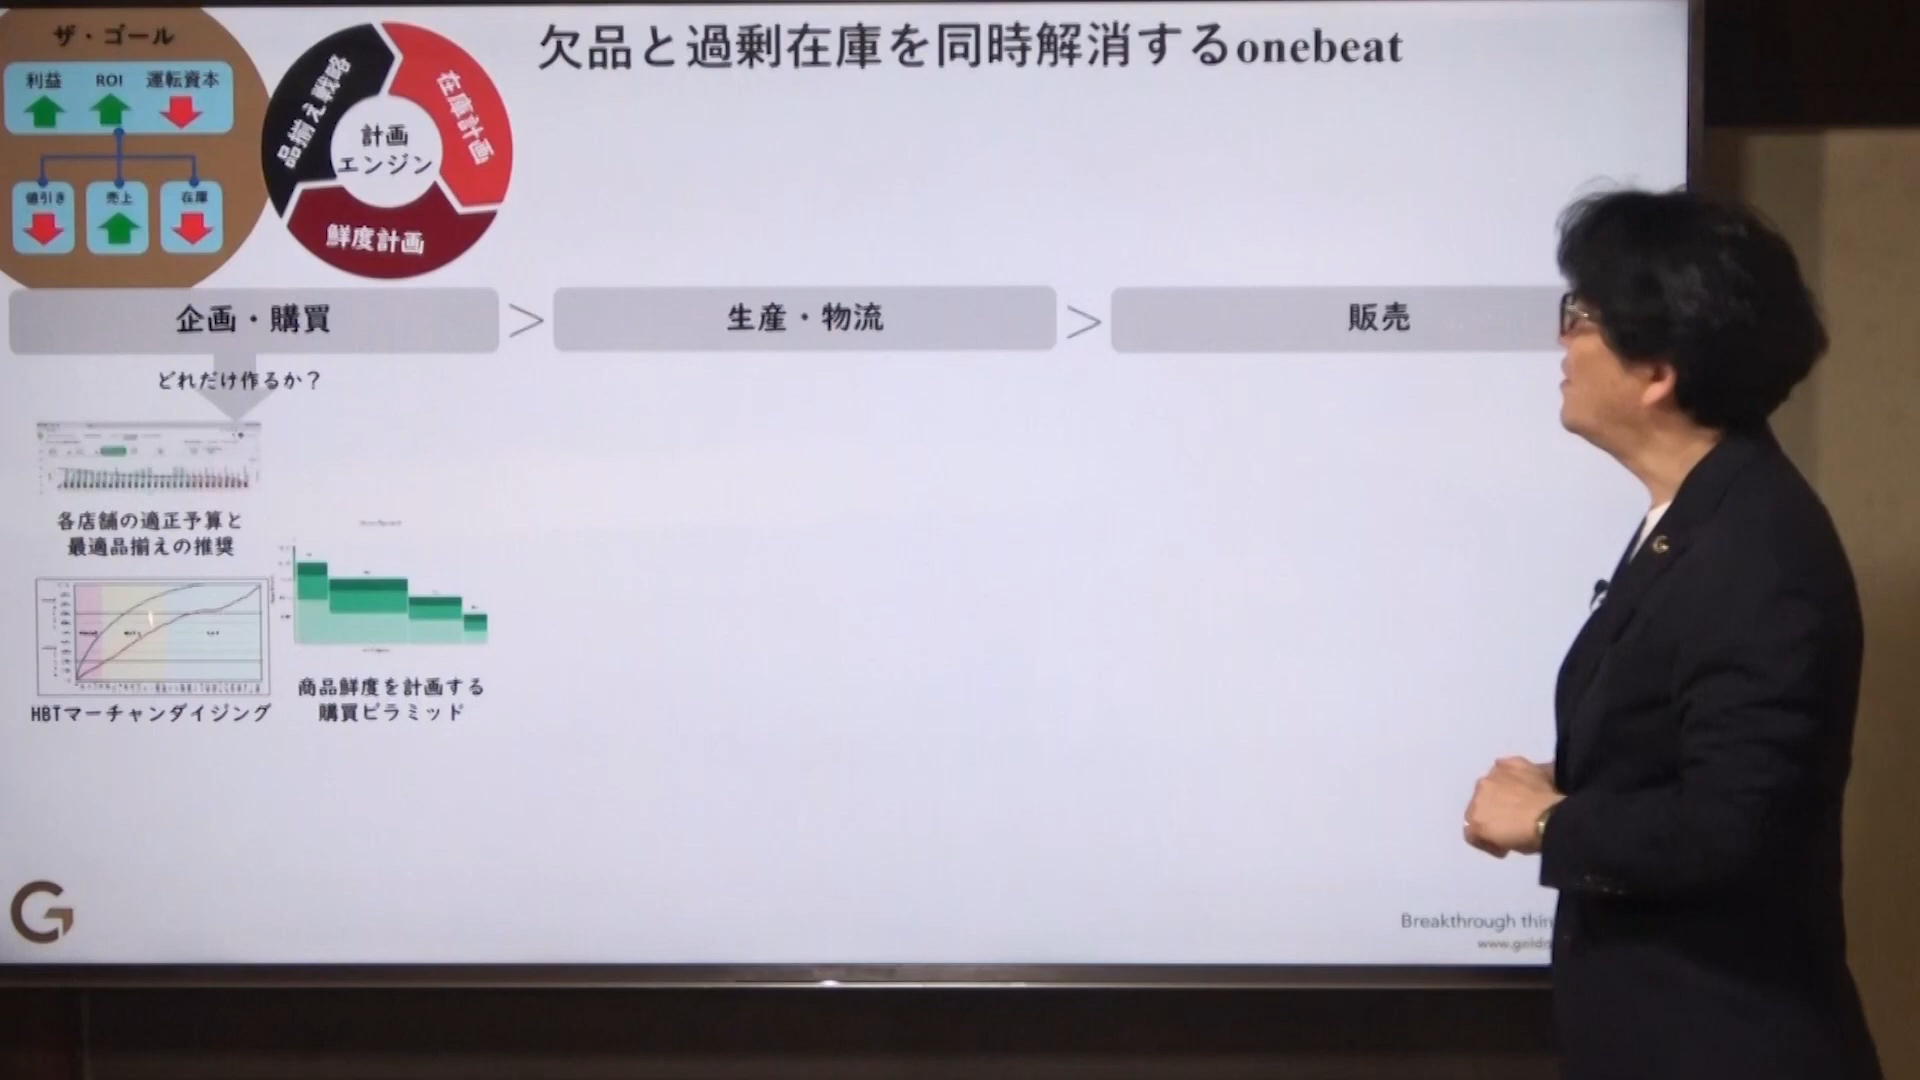 ザ・ゴール
利益
ROI
運転資本
値引き
売上
在庫
品揃え戦略
在庫計画
計画
エンジン
鮮度計画
欠品と過剰在庫を同時解消するonebeat
企画・購買
生産・物流
販売
どれだけ作るか?
各店舗の適正予算と
最適品揃えの推奨
HBTマーチャンダイジング
商品鮮度を計画する
購買ピラミッド
G
Breakthrough